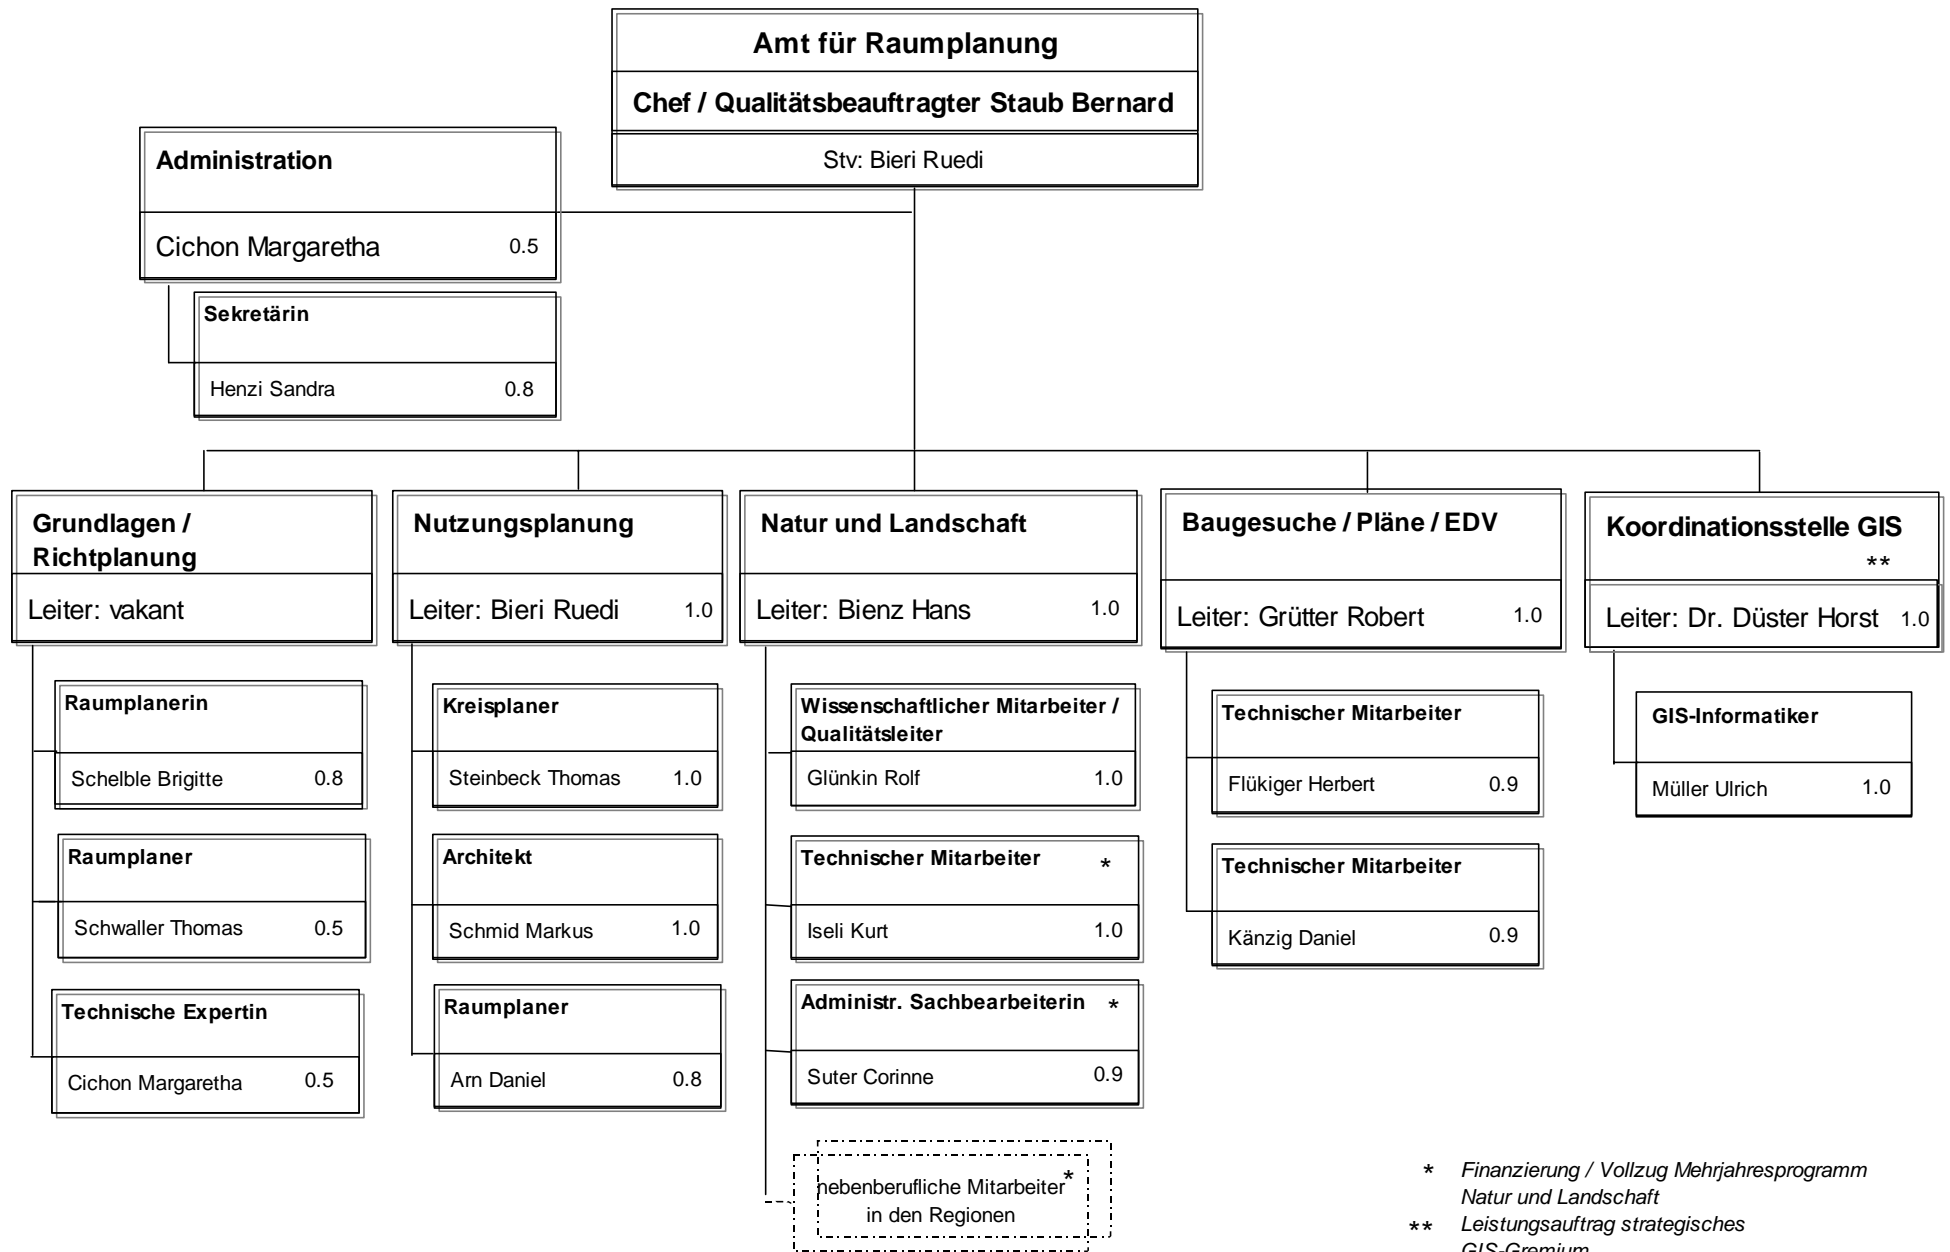 Amt für Raumplanung
Chef / Qualitätsbeauftragter Staub Bernard
Stv: Bieri Ruedi
Administration
Cichon Margaretha 0.5
Sekretärin
Henzi Sandra 0.8
Grundlagen /
Richtplanung
Leiter: vakant
Raumplanerin
Schelble Brigitte 0.8
Raumplaner
Schwaller Thomas 0.5
Technische Expertin
Cichon Margaretha 0.5
Nutzungsplanung
Leiter: Bieri Ruedi 1.0
Kreisplaner
Steinbeck Thomas 1.0
Architekt
Schmid Markus 1.0
Raumplaner
Arn Daniel 0.8
Natur und Landschaft
Leiter: Bienz Hans 1.0
Wissenschaftlicher Mitarbeiter /
Qualitätsleiter
Glünkin Rolf 1.0
Technischer Mitarbeiter *
Iseli Kurt 1.0
Administr. Sachbearbeiterin *
Suter Corinne 0.9
nebenberufliche Mitarbeiter *
in den Regionen
Baugesuche / Pläne / EDV
Leiter: Grütter Robert 1.0
Technischer Mitarbeiter
Flükiger Herbert 0.9
Technischer Mitarbeiter
Känzig Daniel 0.9
Koordinationsstelle GIS
**
Leiter: Dr. Düster Horst 1.0
GIS-Informatiker
Müller Ulrich 1.0
* Finanzierung / Vollzug Mehrjahresprogramm
Natur und Landschaft
** Leistungsauftrag strategisches
GIS-Gremium